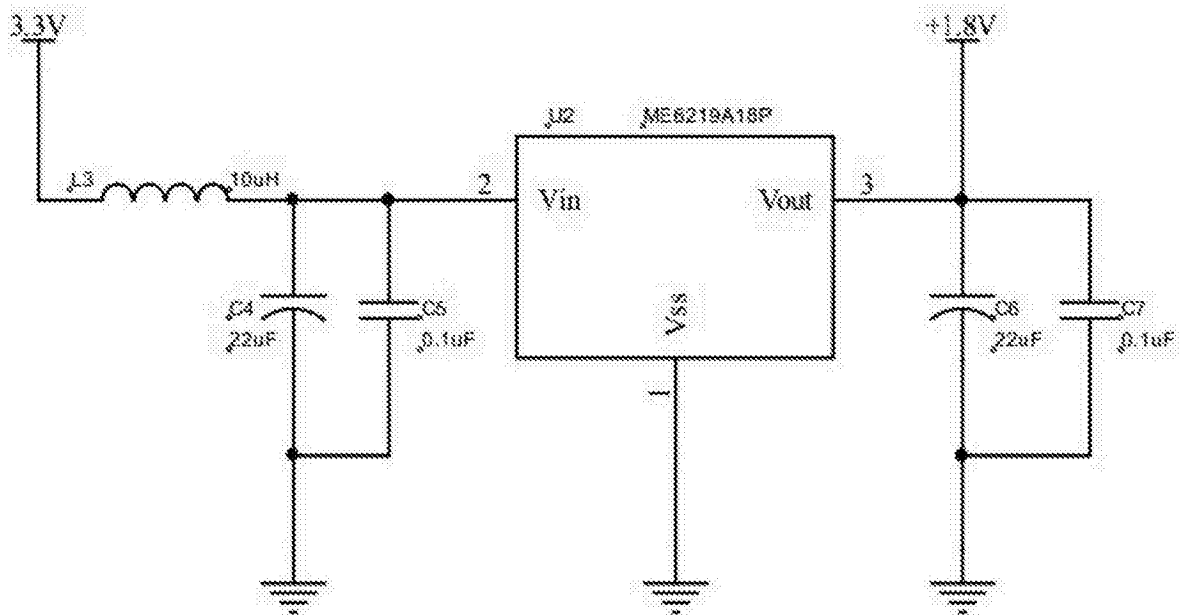 3.3V
+1.8V
U2 ME6219A18P
L3 10uH
2 Vin Vout 3
Vss
1
C4
22uF
C5
0.1uF
C6
22uF
C7
0.1uF